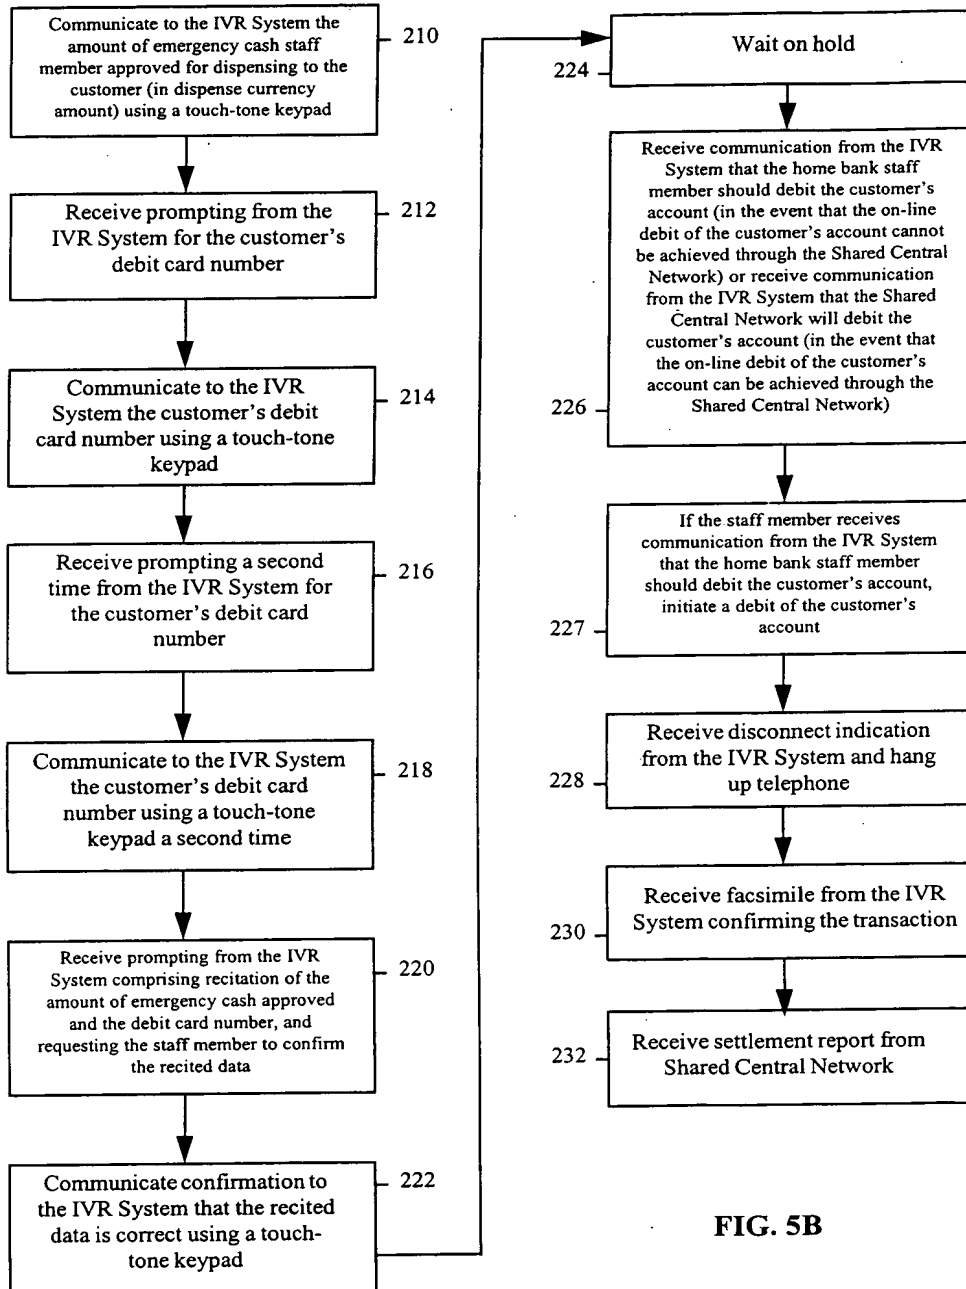 Communicate to the IVR System the
amount of emergency cash staff
member approved for dispensing to the
customer (in dispense currency
amount) using a touch-tone keypad
210
Receive prompting from the
IVR System for the customer's
debit card number
212
Communicate to the IVR
System the customer's debit
card number using a touch-tone
keypad
214
Receive prompting a second
time from the IVR System for
the customer's debit card
number
216
Communicate to the IVR System
the customer's debit card
number using a touch-tone
keypad a second time
218
Receive prompting from the IVR
System comprising recitation of the
amount of emergency cash approved
and the debit card number, and
requesting the staff member to confirm
the recited data
220
Communicate confirmation to
the IVR System that the recited
data is correct using a touch-
tone keypad
222
Wait on hold
224
Receive communication from the IVR
System that the home bank staff
member should debit the customer's
account (in the event that the on-line
debit of the customer's account cannot
be achieved through the Shared Central
Network) or receive communication
from the IVR System that the Shared
Central Network will debit the
customer's account (in the event that
the on-line debit of the customer's
account can be achieved through the
Shared Central Network)
226
If the staff member receives
communication from the IVR System
that the home bank staff member
should debit the customer's account,
initiate a debit of the customer's
account
227
Receive disconnect indication
from the IVR System and hang
up telephone
228
Receive facsimile from the IVR
System confirming the transaction
230
Receive settlement report from
Shared Central Network
232
FIG. 5B